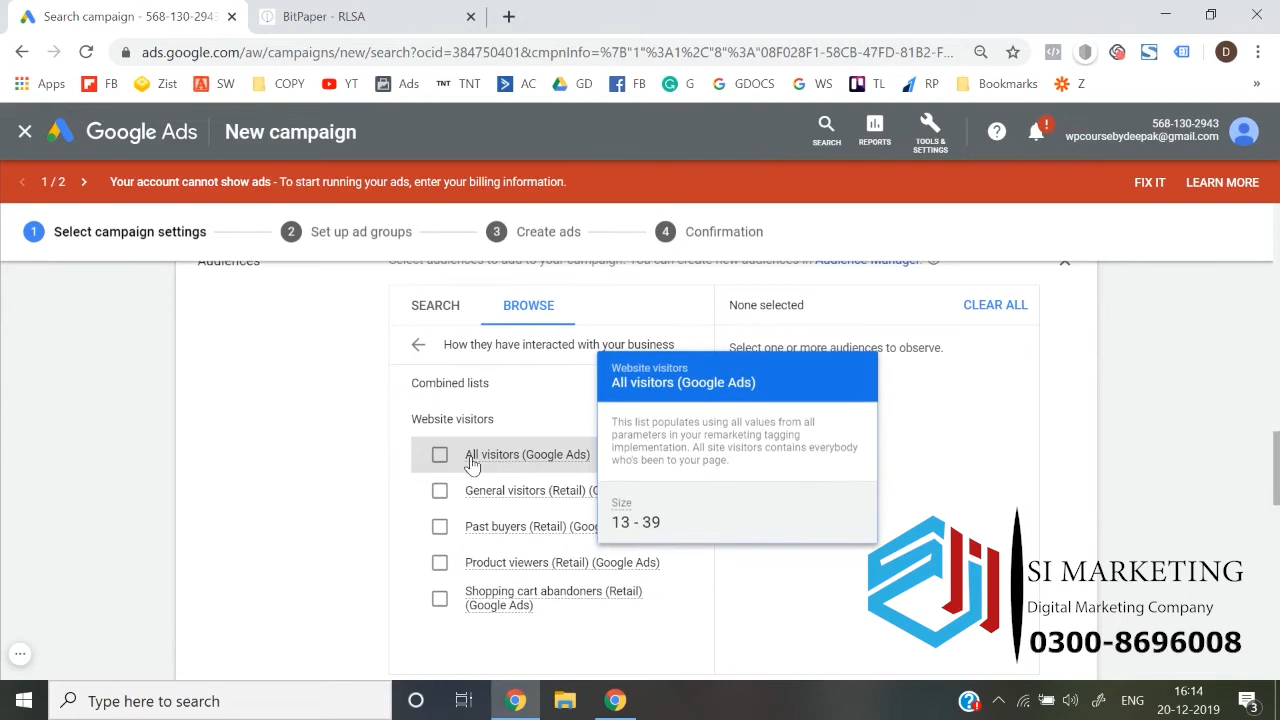 Search campaign - 568-130-2943
BitPaper - RLSA
ads.google.com/aw/campaigns/new/search?ocid=384750401&cmpnInfo=%7B"1"%3A1%2C"8"%3A"08F028F1-58CB-47FD-81B2-F...
Apps FB Zist SW COPY YT Ads TNT TNT AC GD FB G GDOCS WS TL RP Bookmarks Z »
Google Ads New campaign
SEARCH REPORTS TOOLS & SETTINGS
568-130-2943
wpcoursebydeepak@gmail.com
1 / 2 Your account cannot show ads - To start running your ads, enter your billing information. FIX IT LEARN MORE
1 Select campaign settings 2 Set up ad groups 3 Create ads 4 Confirmation
Audiences Select audiences to add to your campaign. You can create new audiences in Audience Manager.
SEARCH BROWSE None selected CLEAR ALL
How they have interacted with your business
Select one or more audiences to observe.
Combined lists
Website visitors
All visitors (Google Ads)
General visitors (Retail) (G
Past buyers (Retail) (Goog
Product viewers (Retail) (Google Ads)
Shopping cart abandoners (Retail)
(Google Ads)
Website visitors
All visitors (Google Ads)
This list populates using all values from all
parameters in your remarketing tagging
implementation. All site visitors contains everybody
who's been to your page.
Size
13 - 39
SI MARKETING
Digital Marketing Company
0300-8696008
Type here to search
ENG
16:14
20-12-2019
3